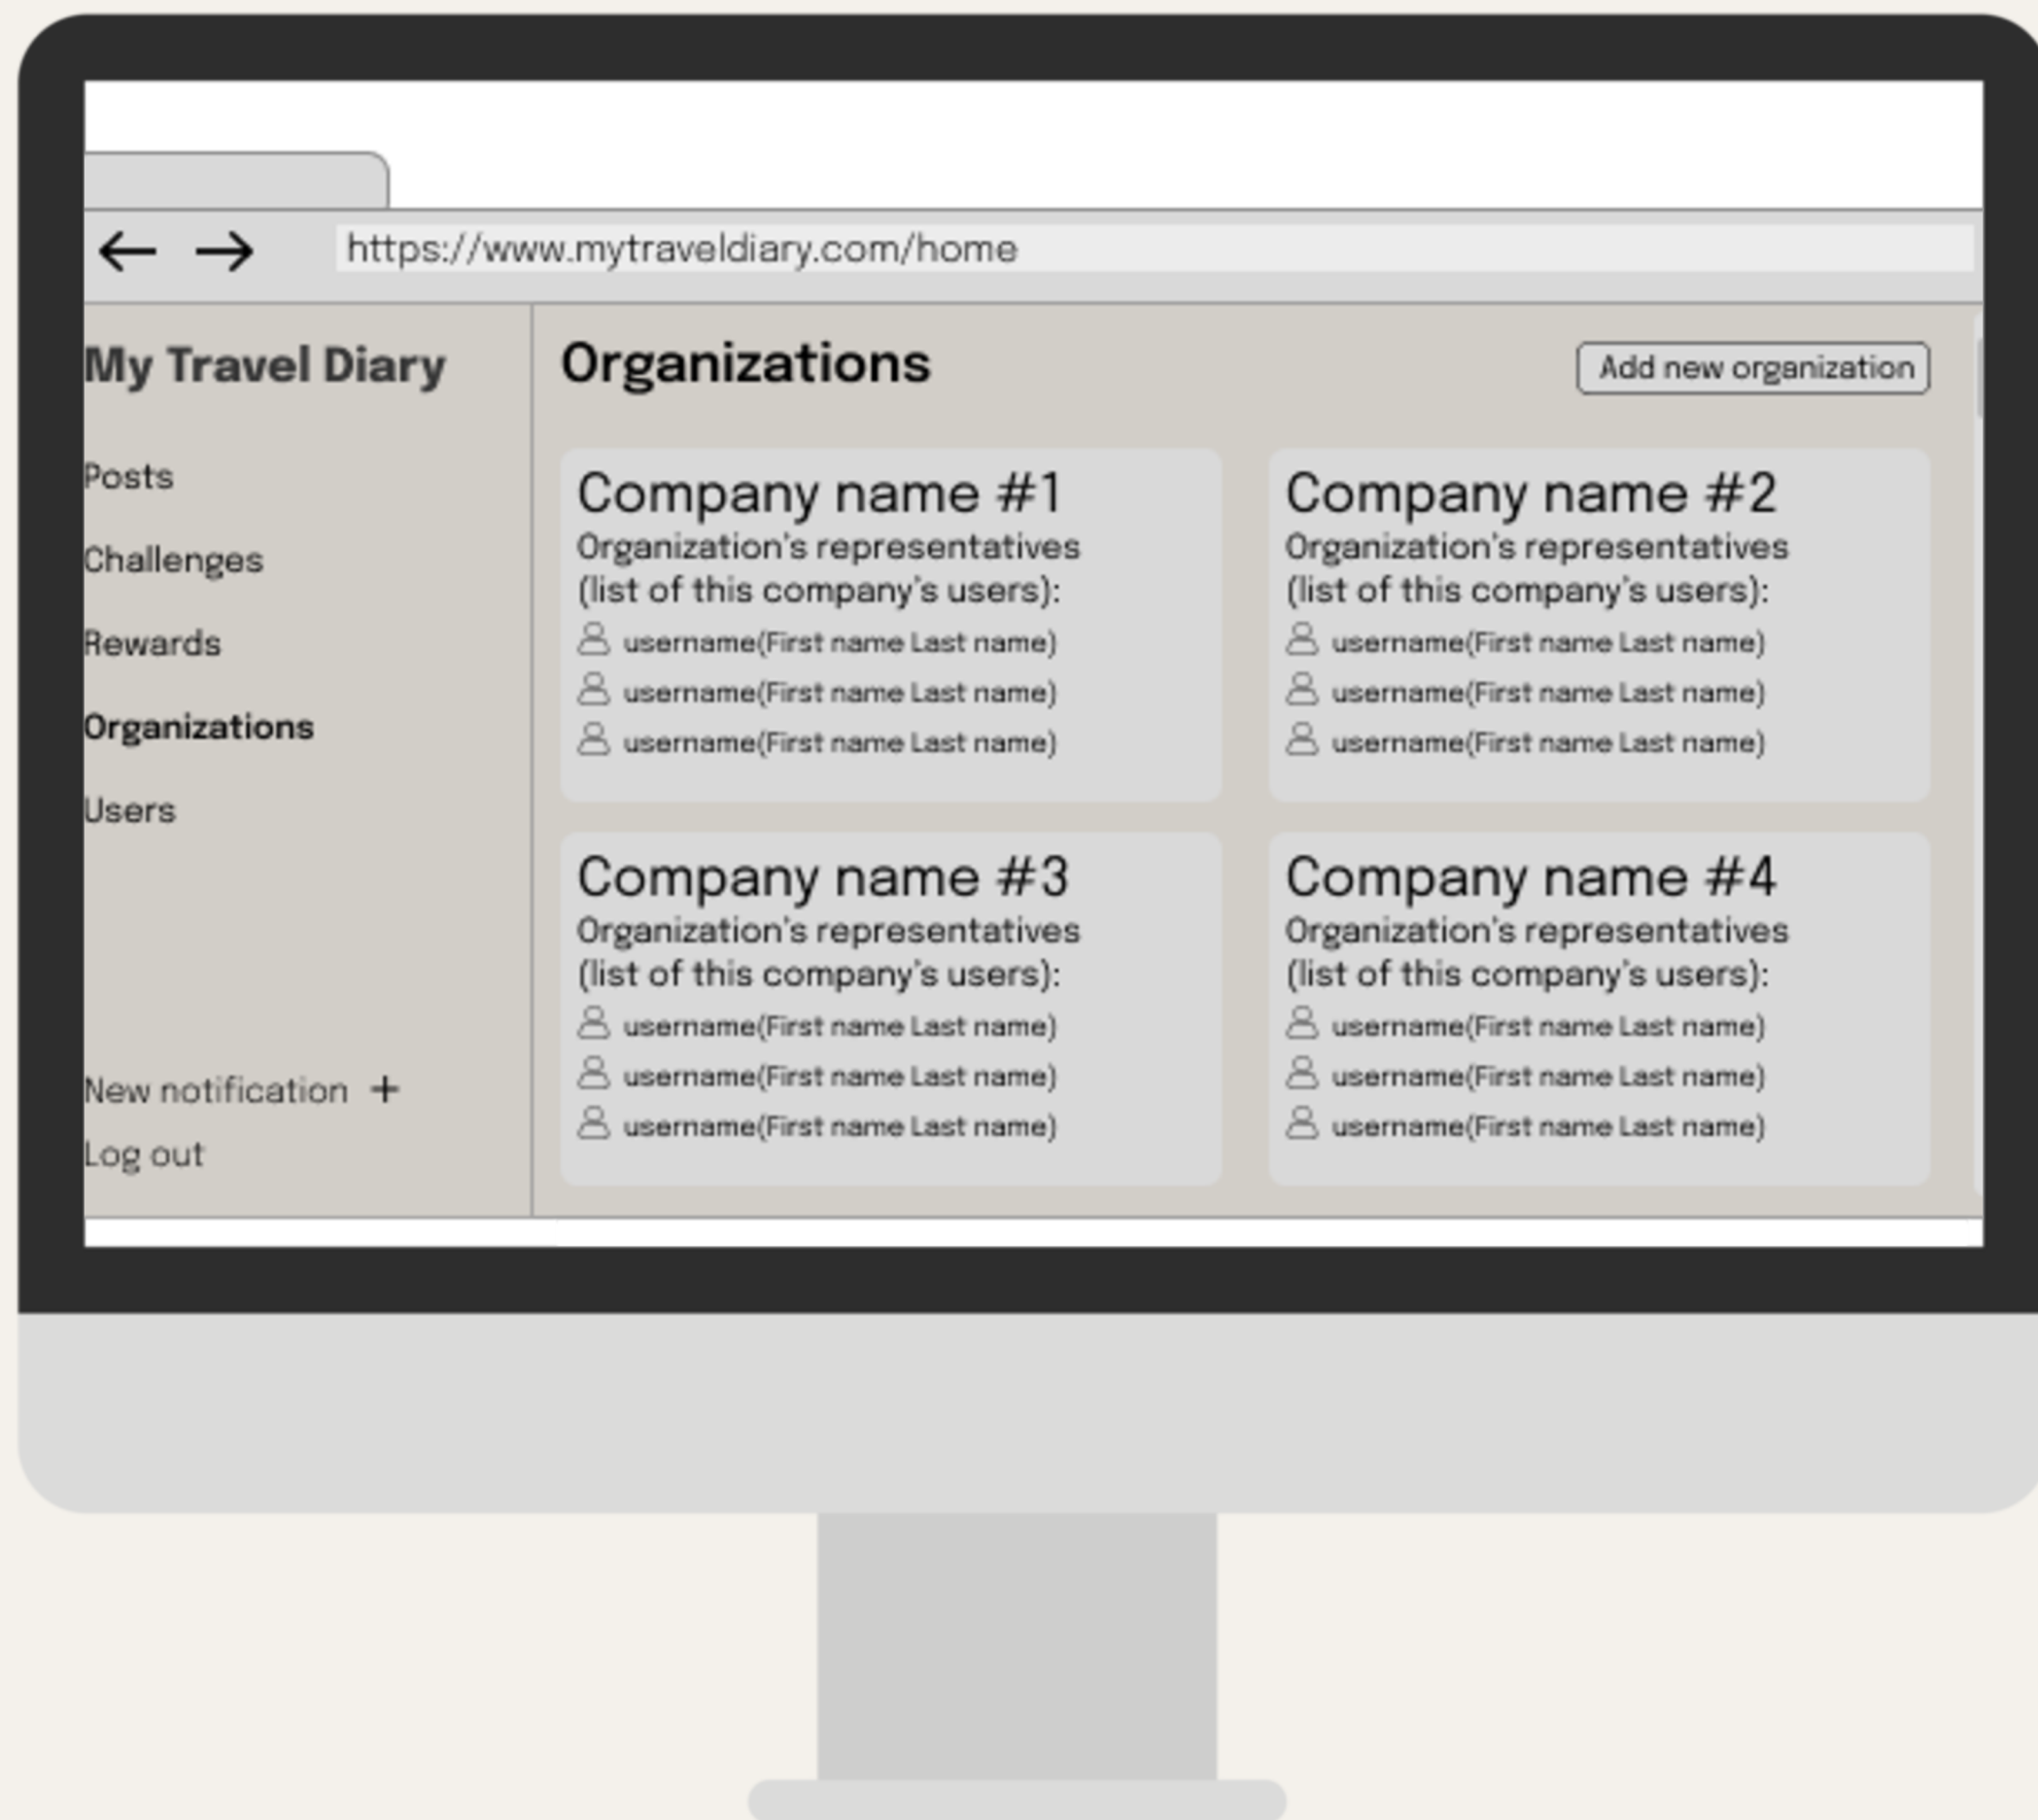 https://www.mytraveldiary.com/home
My Travel Diary
Posts
Challenges
Rewards
Organizations
Users
New notification +
Log out
Organizations
Add new organization
Company name #1
Organization's representatives
(list of this company's users):
username(First name Last name)
username(First name Last name)
username(First name Last name)
Company name #2
Organization's representatives
(list of this company's users):
username(First name Last name)
username(First name Last name)
username(First name Last name)
Company name #3
Organization's representatives
(list of this company's users):
username(First name Last name)
username(First name Last name)
username(First name Last name)
Company name #4
Organization's representatives
(list of this company's users):
username(First name Last name)
username(First name Last name)
username(First name Last name)